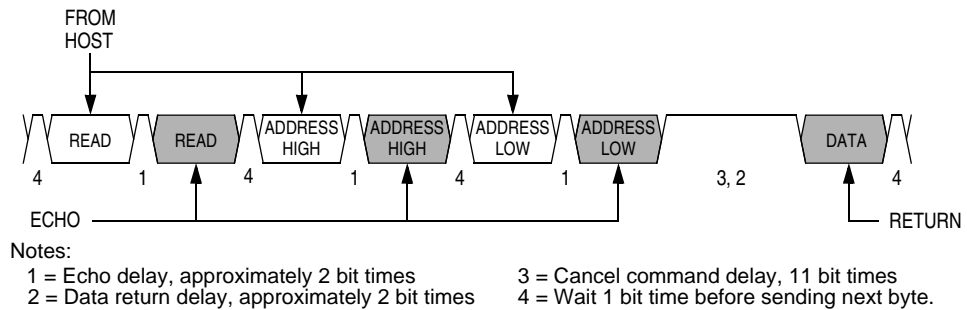 FROM
HOST
READ READ ADDRESS HIGH ADDRESS HIGH ADDRESS LOW ADDRESS LOW DATA
4 1 4 1 4 1 3, 2 4
ECHO RETURN
Notes:
1 = Echo delay, approximately 2 bit times 3 = Cancel command delay, 11 bit times
2 = Data return delay, approximately 2 bit times 4 = Wait 1 bit time before sending next byte.